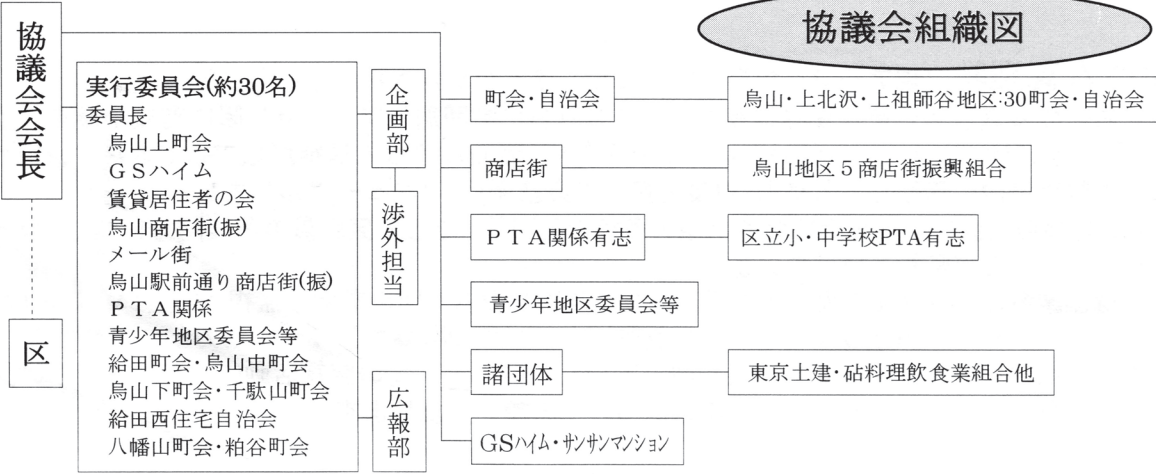 協議会組織図
協議会会長
区
実行委員会(約30名)
委員長
烏山上町会
ＧＳハイム
賃貸居住者の会
烏山商店街(振)
メール街
烏山駅前通り商店街(振)
ＰＴＡ関係
青少年地区委員会等
給田町会・烏山中町会
烏山下町会・千駄山町会
給田西住宅自治会
八幡山町会・粕谷町会
企画部
渉外担当
広報部
町会・自治会
烏山・上北沢・上祖師谷地区:30町会・自治会
商店街
烏山地区５商店街振興組合
ＰＴＡ関係有志
区立小・中学校PTA有志
青少年地区委員会等
諸団体
東京土建・砧料理飲食業組合他
GSハイム・サンサンマンション